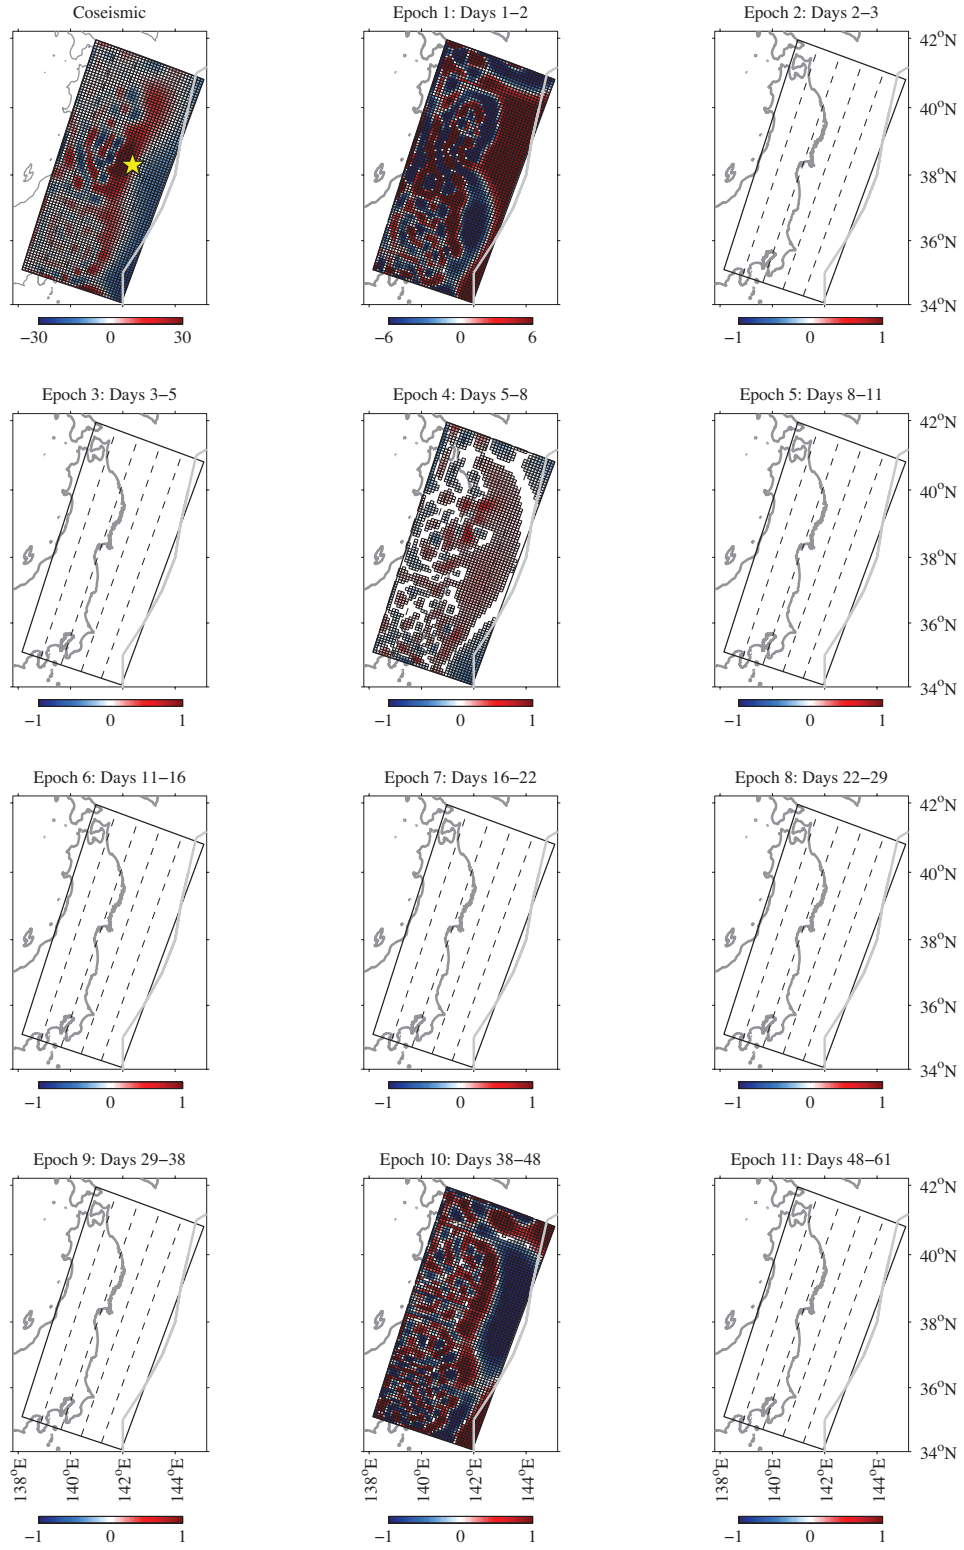 Coseismic Epoch 1: Days 1−2 Epoch 2: Days 2−3
42°N
40°N
38°N
36°N
34°N
−30 0 30 −6 0 6 −1 0 1
Epoch 3: Days 3−5 Epoch 4: Days 5−8 Epoch 5: Days 8−11
42°N
40°N
38°N
36°N
34°N
−1 0 1 −1 0 1 −1 0 1
Epoch 6: Days 11−16 Epoch 7: Days 16−22 Epoch 8: Days 22−29
42°N
40°N
38°N
36°N
34°N
−1 0 1 −1 0 1 −1 0 1
Epoch 9: Days 29−38 Epoch 10: Days 38−48 Epoch 11: Days 48−61
42°N
40°N
38°N
36°N
34°N
138°E 140°E 142°E 144°E 138°E 140°E 142°E 144°E 138°E 140°E 142°E 144°E
−1 0 1 −1 0 1 −1 0 1